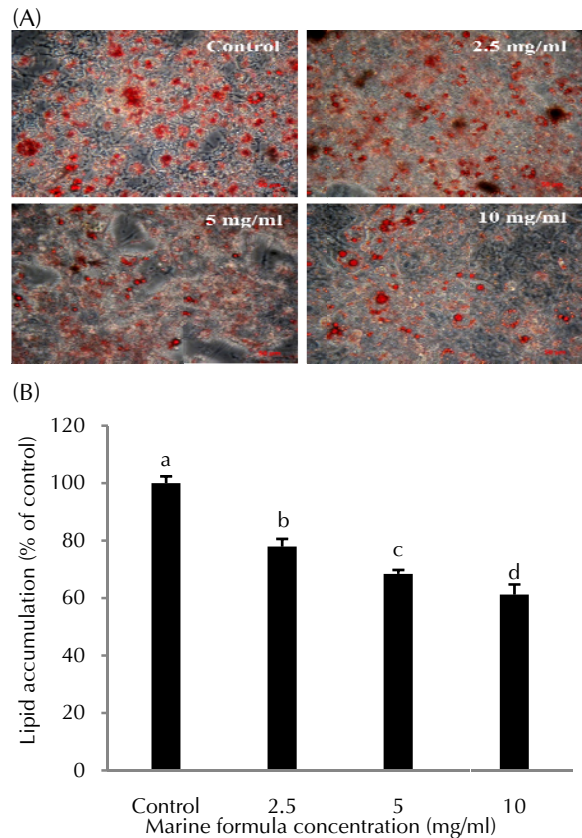 (A)
Control
2.5 mg/ml
5 mg/ml
10 mg/ml
(B)
Lipid accumulation (% of control)
120
100
80
60
40
20
0
a
b
c
d
Control 2.5 5 10
Marine formula concentration (mg/ml)